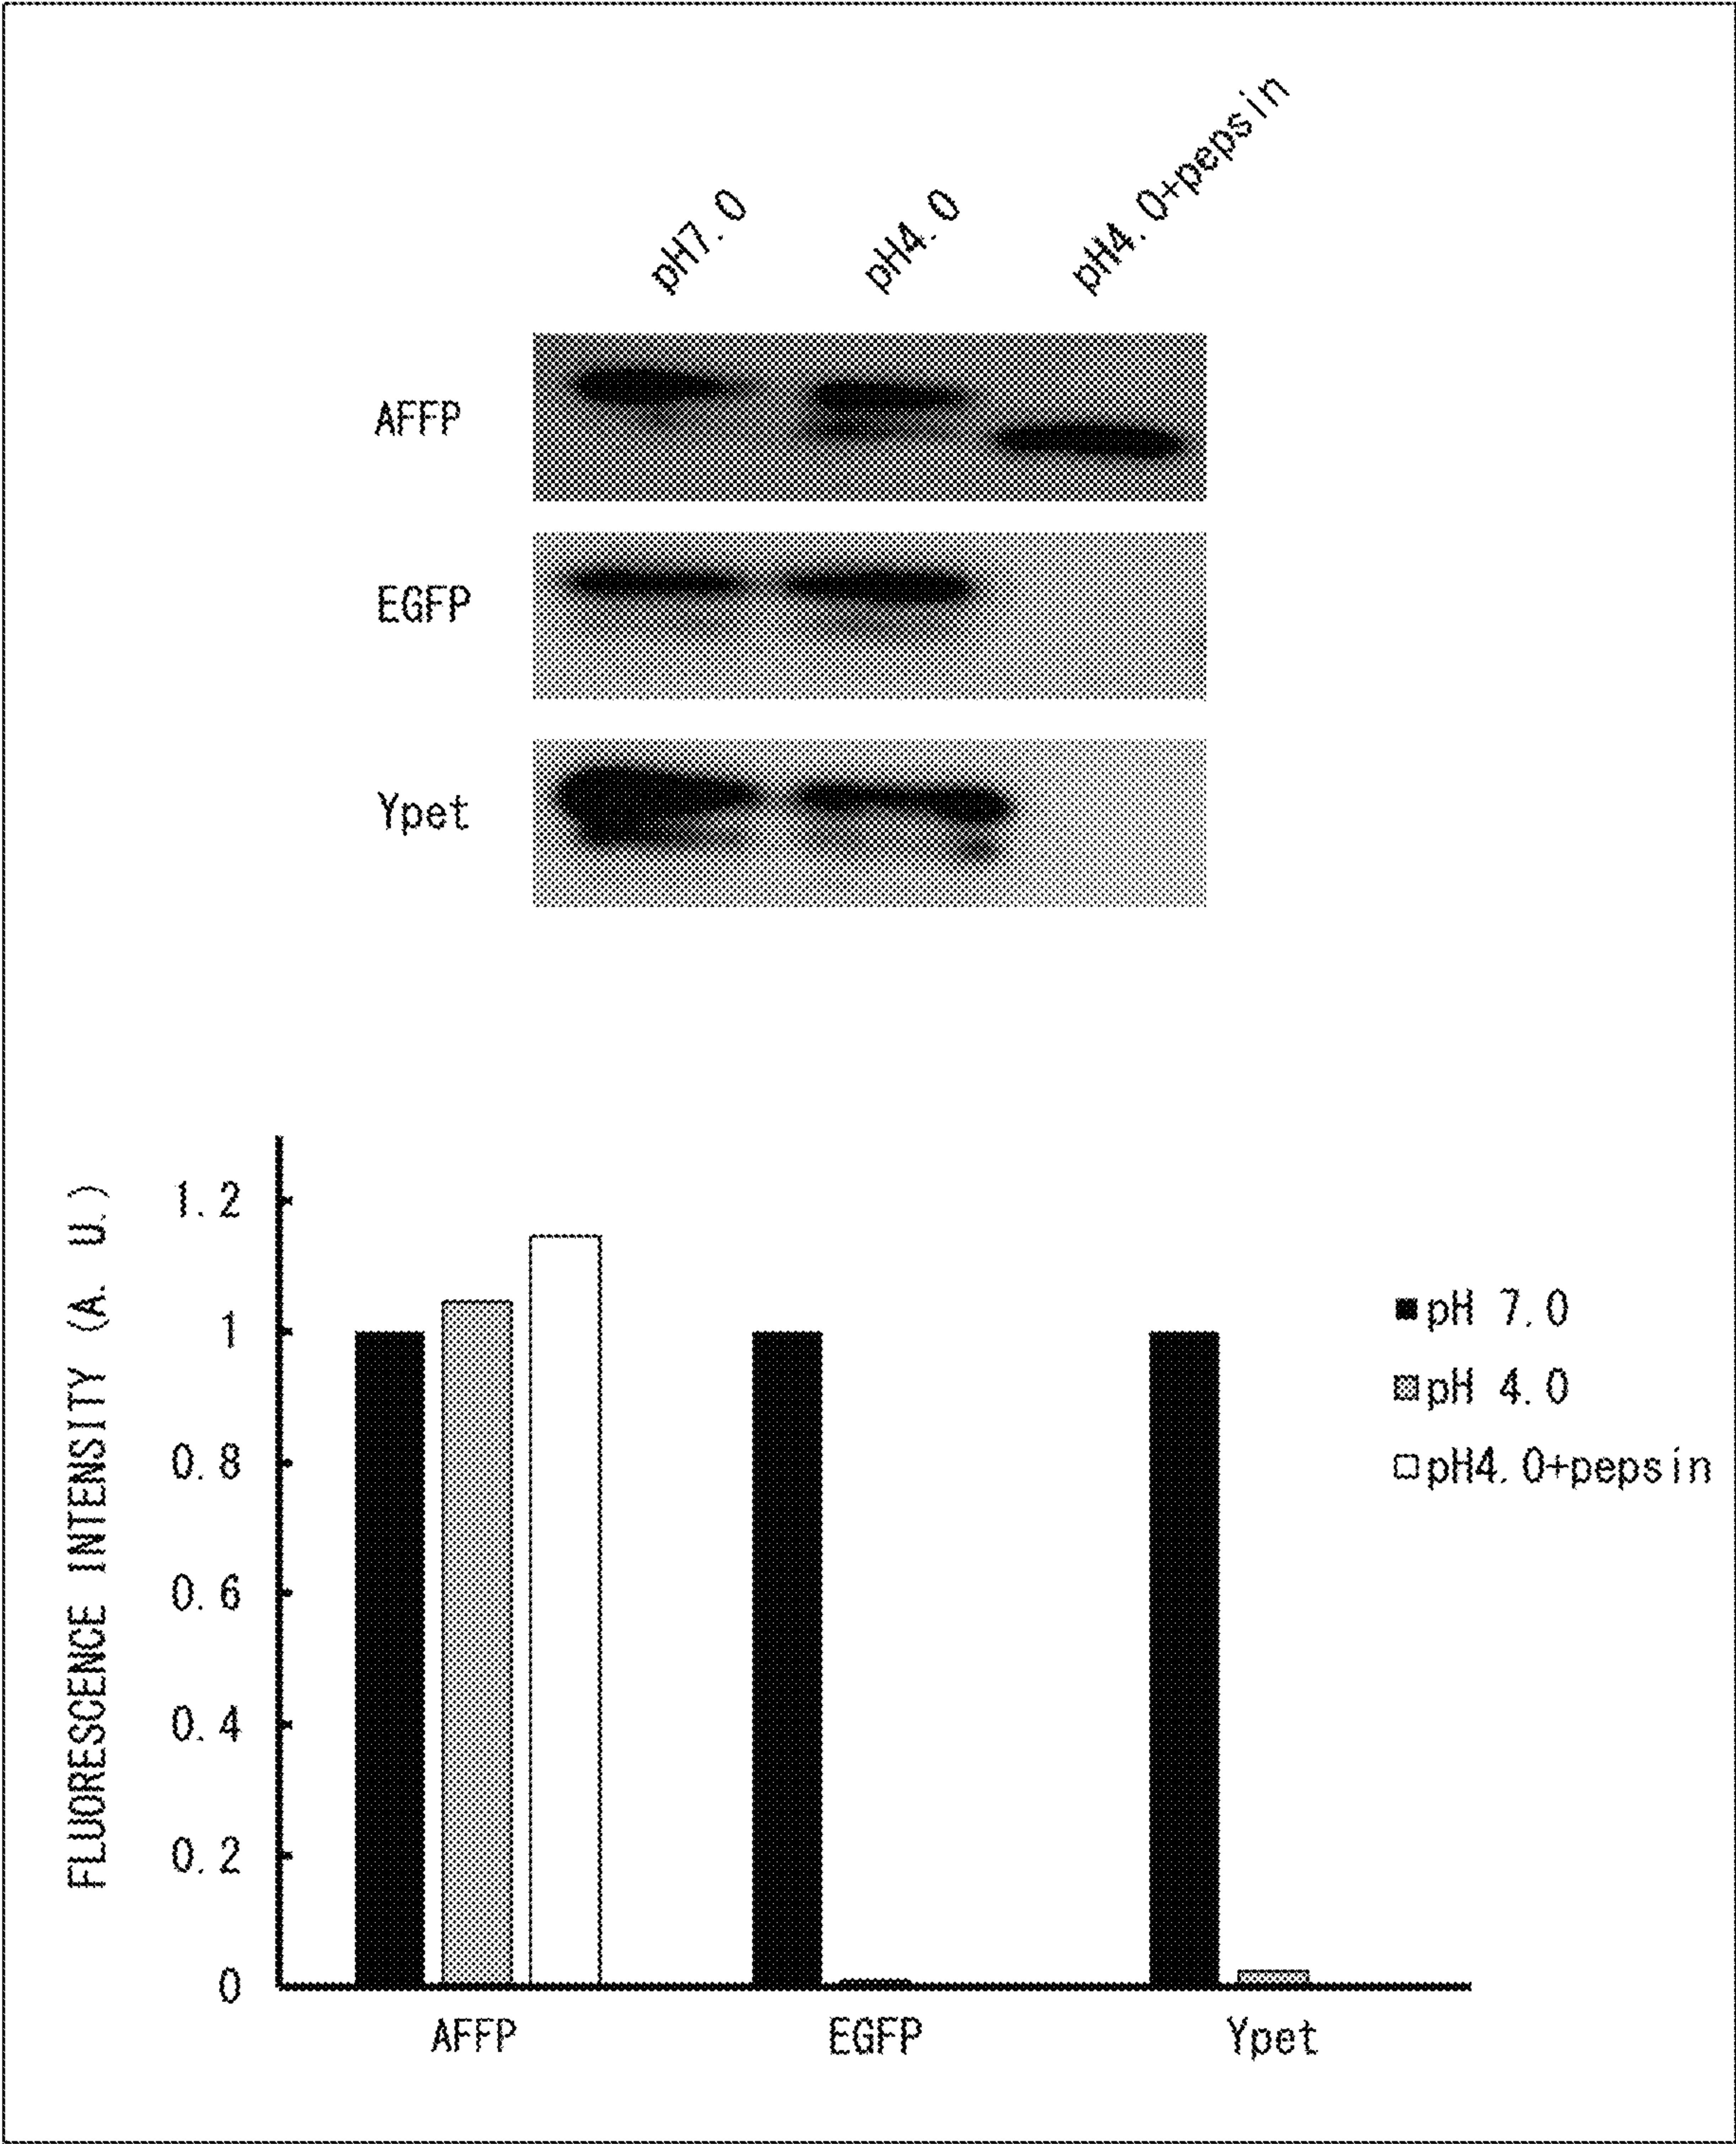 pH7.0
pH4.0
pH4.0+pepsin
AFFP
EGFP
Ypet
FLUORESCENCE INTENSITY (A. U.)
1.2
1
0.8
0.6
0.4
0.2
0
AFFP
EGFP
Ypet
pH 7.0
pH 4.0
pH4.0+pepsin